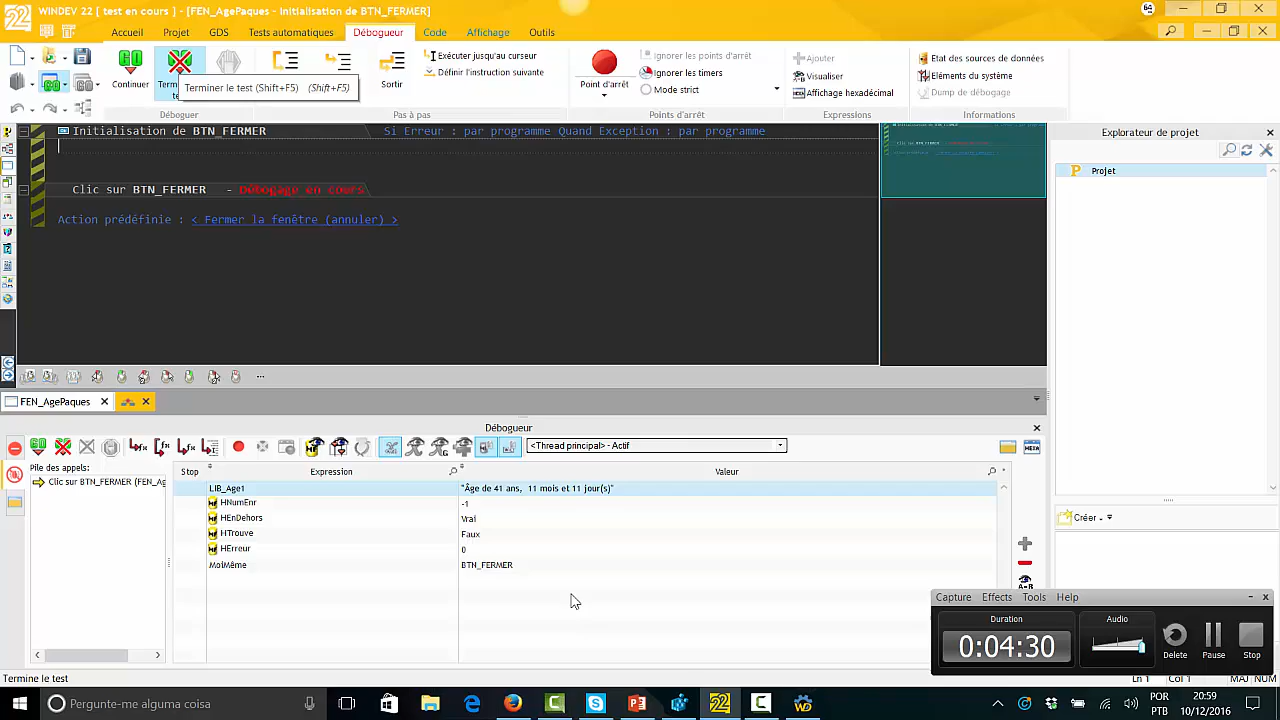 WINDEV 22 [ test en cours ] - [FEN_AgePaques - Initialisation de BTN_FERMER]
64
Accueil Projet GDS Tests automatiques Débogueur Code Affichage Outils
Continuer
Sortir
Terminer le test (Shift+F5) (Shift+F5)
Exécuter jusqu'au curseur
Définir l'instruction suivante
Point d'arrêt
Ignorer les points d'arrêt
Ignorer les timers
Mode strict
Ajouter
Visualiser
Affichage hexadécimal
Etat des sources de données
Eléments du système
Dump de débogage
Déboguer Pas à pas Points d'arrêt Expressions Informations
Initialisation de BTN_FERMER Si Erreur : par programme Quand Exception : par programme
Clic sur BTN_FERMER - Débogage en cours
Action prédéfinie : < Fermer la fenêtre (annuler) >
Explorateur de projet
Projet
Créer
FEN_AgePaques
Débogueur
<Thread principal> - Actif
META
Pile des appels:
Clic sur BTN_FERMER (FEN_Ag
Stop Expression Valeur
LIB_Age1 "Âge de 41 ans, 11 mois et 11 jour(s)"
HNumEnr -1
HEnDehors Vrai
HTrouve Faux
HErreur 0
MoiMême BTN_FERMER
Capture Effects Tools Help
Duration Audio
0:04:30
Delete Pause Stop
Termine le test
Ln 1 Col 1 MAJ NUM
Pergunte-me alguma coisa
POR
PTB
20:59
10/12/2016